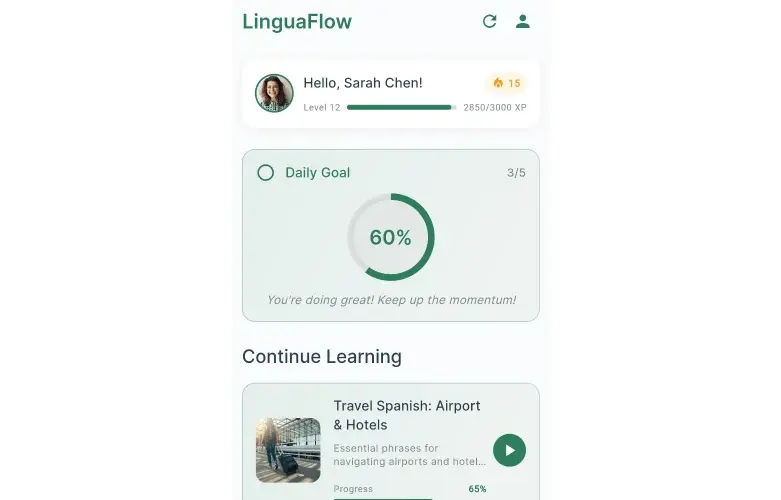 LinguaFlow
Hello, Sarah Chen!
15
Level 12
2850/3000 XP
Daily Goal
3/5
60%
You're doing great! Keep up the momentum!
Continue Learning
Travel Spanish: Airport
& Hotels
Essential phrases for
navigating airports and hotel...
Progress
65%